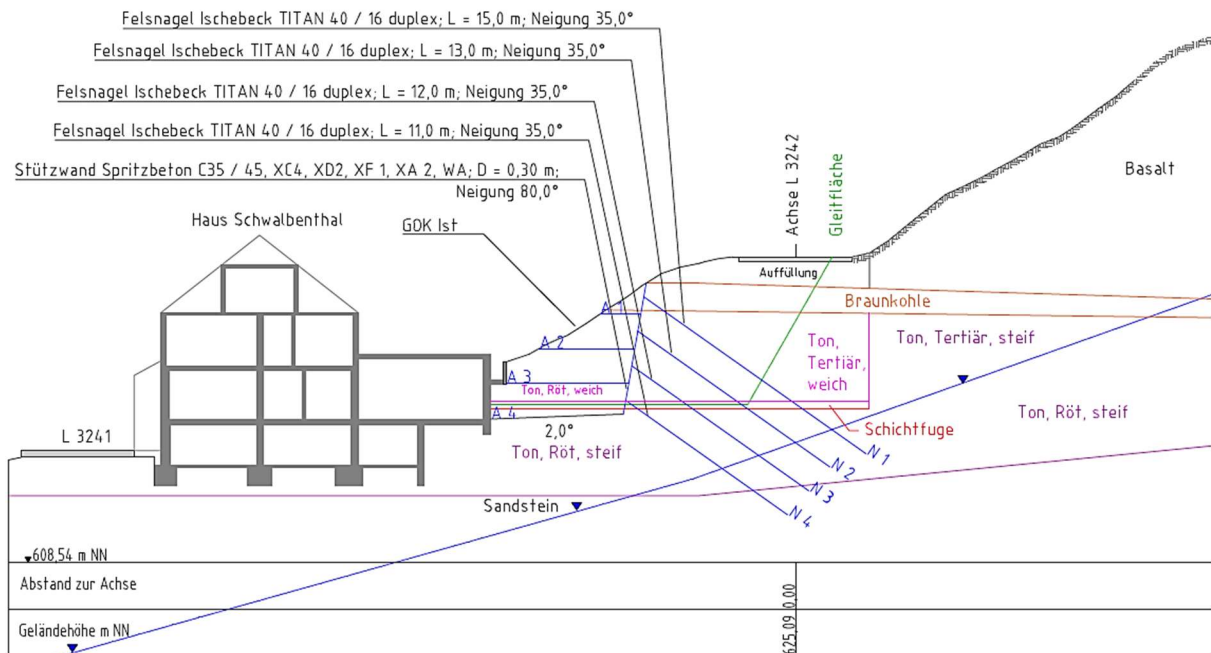 Felsnagel Ischebeck TITAN 40 / 16 duplex; L = 15,0 m; Neigung 35,0°
Felsnagel Ischebeck TITAN 40 / 16 duplex; L = 13,0 m; Neigung 35,0°
Felsnagel Ischebeck TITAN 40 / 16 duplex; L = 12,0 m; Neigung 35,0°
Felsnagel Ischebeck TITAN 40 / 16 duplex; L = 11,0 m; Neigung 35,0°
Stützwand Spritzbeton C35 / 45, XC4, XD2, XF 1, XA 2, WA; D = 0,30 m;
Neigung 80,0°
Haus Schwalbenthal
GOK Ist
Achse L 3242
Gleitfläche
Basalt
Auffüllung
Braunkohle
A 1
A 2
A 3
A 4
Ton, Röt, weich
Ton,
Tertiär,
weich
Ton, Tertiär, steif
Ton, Röt, steif
Schichtfuge
2,0°
Ton, Röt, steif
L 3241
N 1
N 2
N 3
N 4
Sandstein
608,54 m NN
Abstand zur Achse
0,00
Geländehöhe m NN
625,09